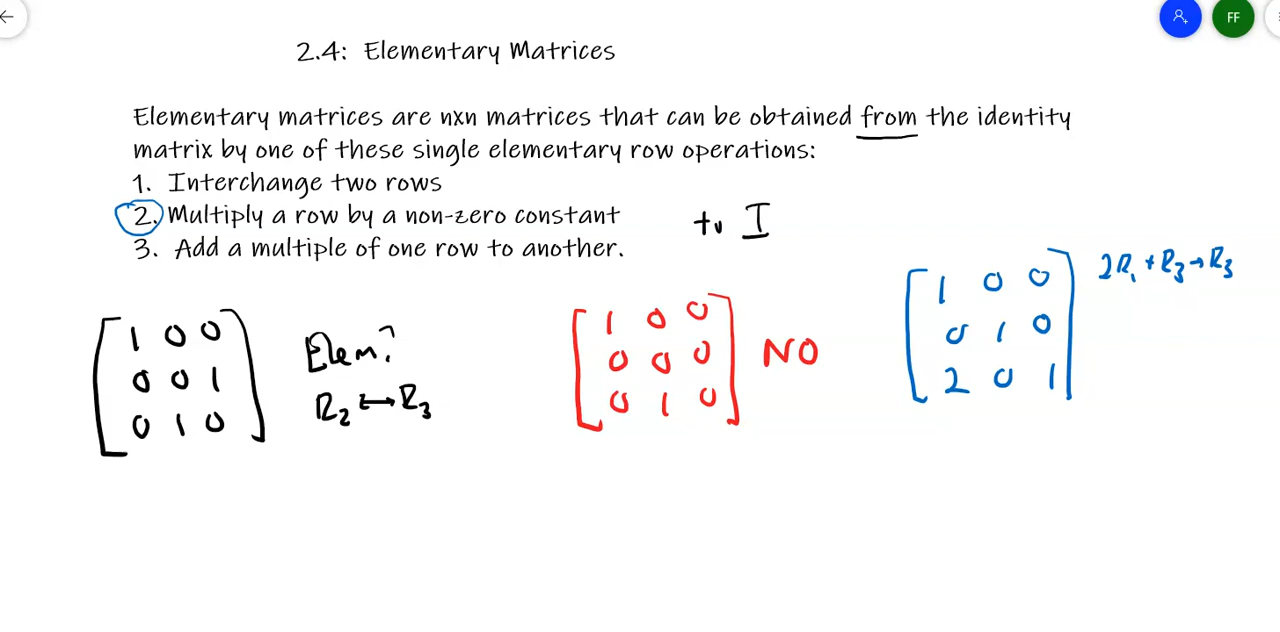 FF
2.4: Elementary Matrices
Elementary matrices are nxn matrices that can be obtained from the identity
matrix by one of these single elementary row operations:
1. Interchange two rows
2. Multiply a row by a non-zero constant to I
3. Add a multiple of one row to another.
1 0 0
0 0 1
0 1 0
Elem?
R₂ ↔ R₃
1 0 0
0 0 0
0 1 0
NO
1 0 0
0 1 0
2 0 1
2R₁ + R₃ → R₃